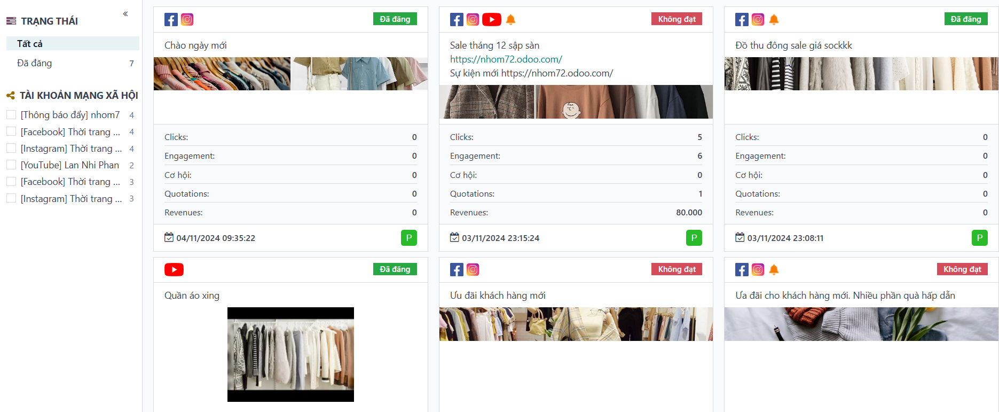 TRẠNG THÁI
Tất cả
Đã đăng 7
TÀI KHOẢN MẠNG XÃ HỘI
[Thông báo đẩy] nhom7 4
[Facebook] Thời trang ... 4
[Instagram] Thời trang ... 4
[YouTube] Lan Nhi Phan 2
[Facebook] Thời trang ... 3
[Instagram] Thời trang ... 3
Đã đăng
Chào ngày mới
Clicks: 0
Engagement: 0
Cơ hội: 0
Quotations: 0
Revenues: 0
04/11/2024 09:35:22 P
Không đạt
Sale tháng 12 sập sàn
https://nhom72.odoo.com/
Sự kiện mới https://nhom72.odoo.com/
Clicks: 5
Engagement: 6
Cơ hội: 0
Quotations: 1
Revenues: 80.000
03/11/2024 23:15:24 P
Đã đăng
Đồ thu đông sale giá sockkk
Clicks: 0
Engagement: 0
Cơ hội: 0
Quotations: 0
Revenues: 0
03/11/2024 23:08:11 P
Đã đăng
Quần áo xing
Không đạt
Ưu đãi khách hàng mới
Không đạt
Ưa đãi cho khách hàng mới. Nhiều phần quà hấp dẫn